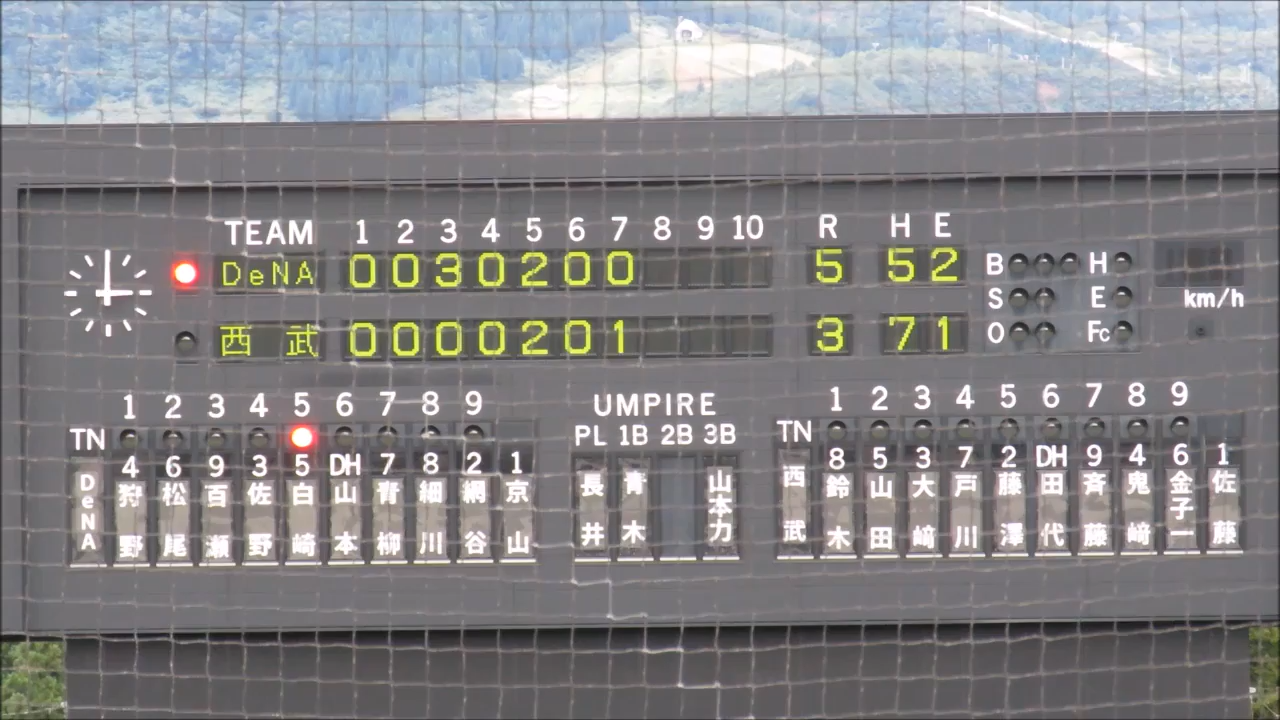 TEAM 1 2 3 4 5 6 7 8 9 10 R H E
DeNA 0 0 3 0 2 0 0 5 5 2
B H
S E km/h
西武 0 0 0 0 2 0 1 3 7 1
O Fc
1 2 3 4 5 6 7 8 9
TN
4 6 9 3 5 DH 7 8 2 1
DeNA 狩野 松尾 百瀬 佐野 白崎 山本 青柳 細川 網谷 京山
UMPIRE
PL 1B 2B 3B
長井 青木 山本力
1 2 3 4 5 6 7 8 9
TN
8 5 3 7 2 DH 9 4 6 1
西武 鈴木 山田 大﨑 戸川 藤澤 田代 斉藤 鬼﨑 金子一 佐藤